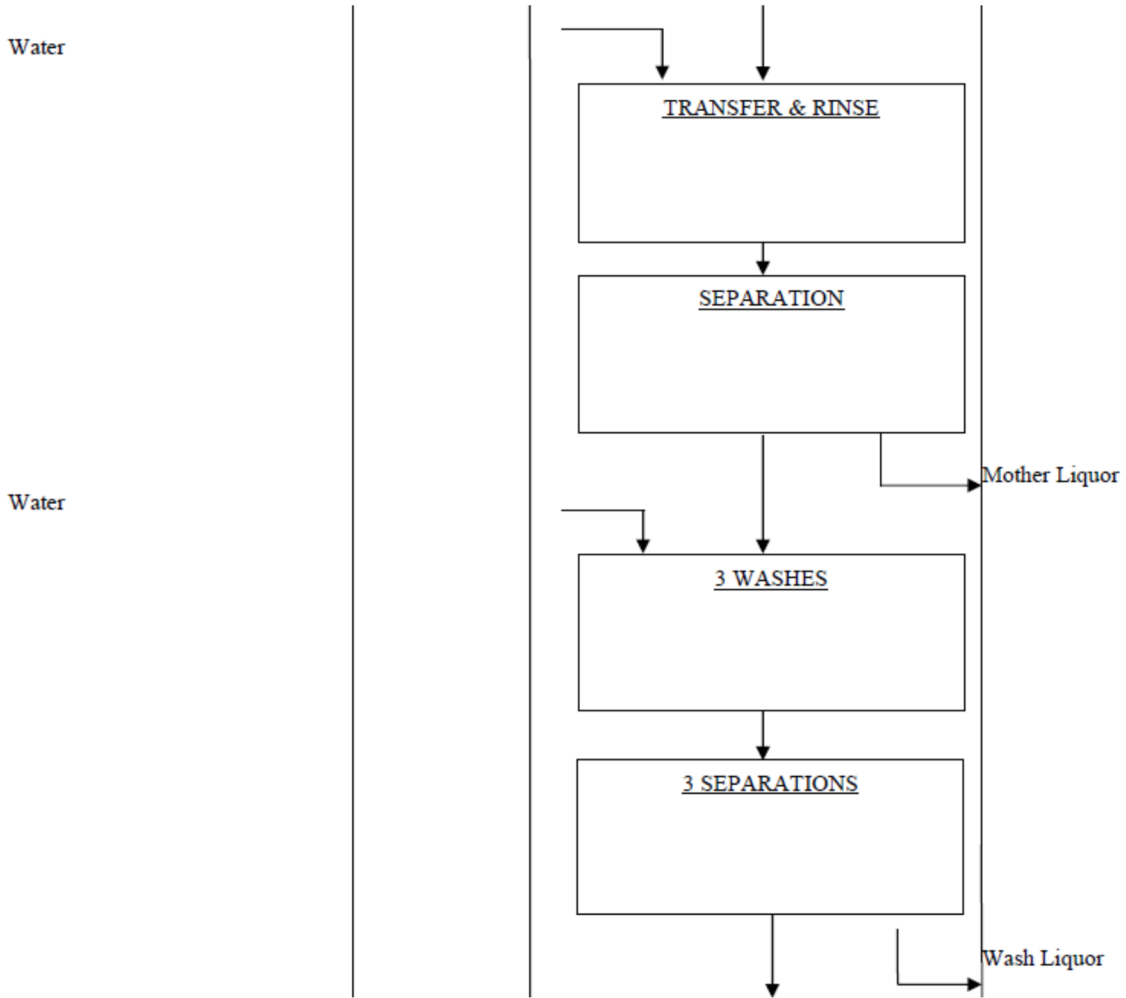 Water
TRANSFER & RINSE
SEPARATION
Mother Liquor
Water
3 WASHES
3 SEPARATIONS
Wash Liquor